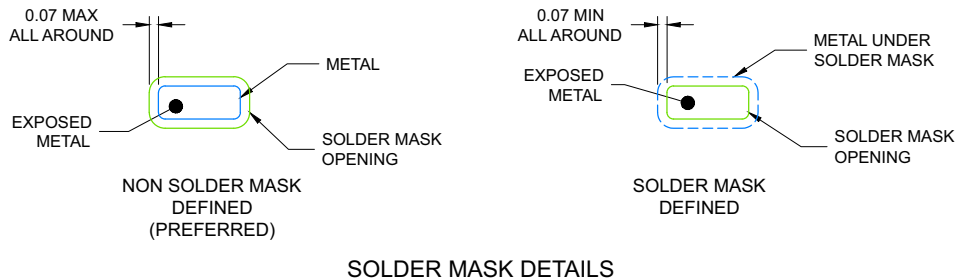 0.07 MAX
ALL AROUND
METAL
EXPOSED
METAL
SOLDER MASK
OPENING
NON SOLDER MASK
DEFINED
(PREFERRED)
0.07 MIN
ALL AROUND
METAL UNDER
SOLDER MASK
EXPOSED
METAL
SOLDER MASK
OPENING
SOLDER MASK
DEFINED
SOLDER MASK DETAILS